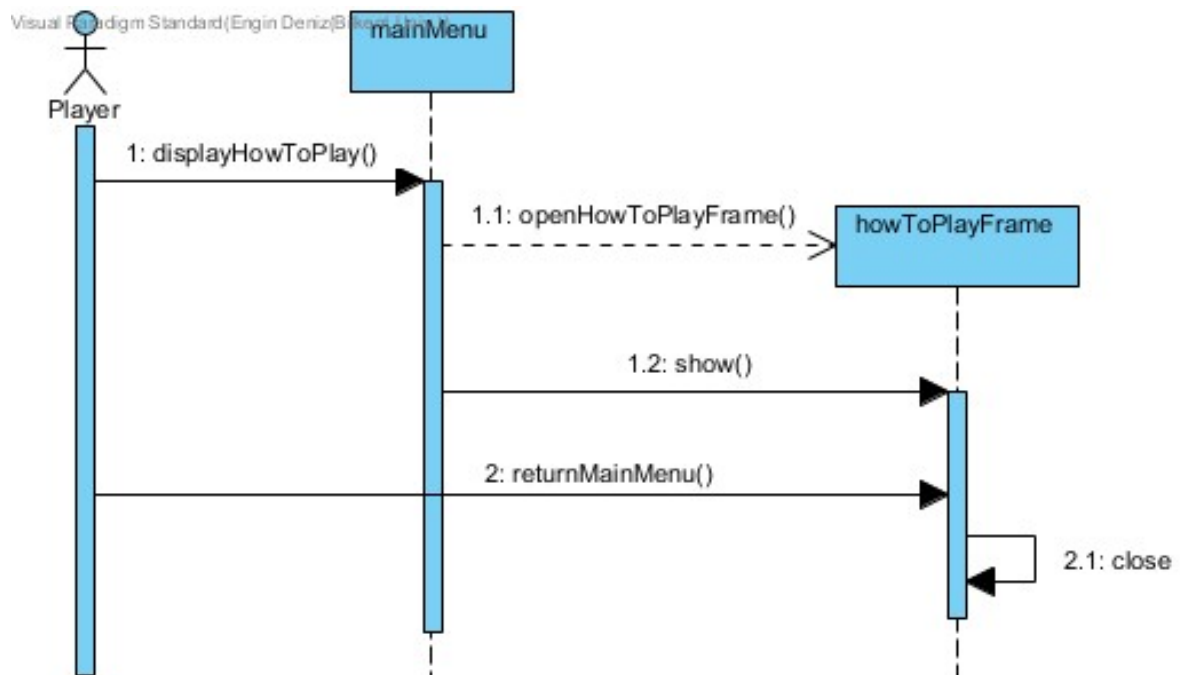 Visual Paradigm Standard(Engin Deniz(Bilkent
mainMenu
Player
1: displayHowToPlay()
1.1: openHowToPlayFrame()
howToPlayFrame
1.2: show()
2: returnMainMenu()
2.1: close